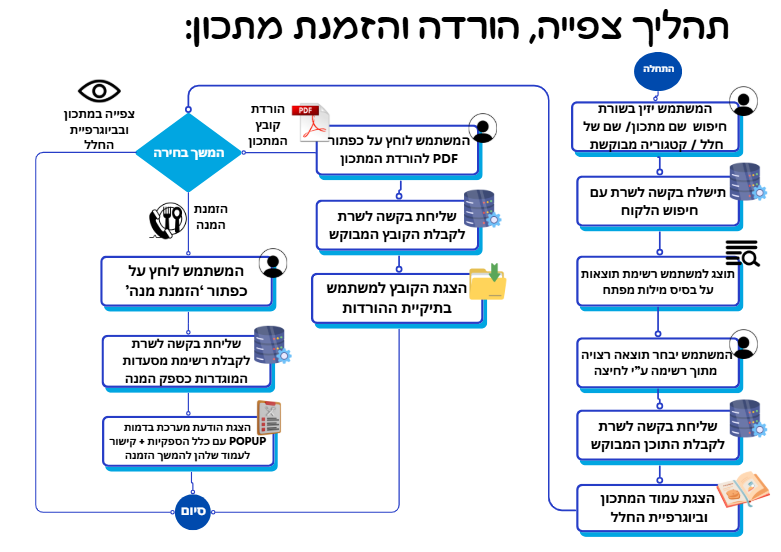 תהליך צפייה, הורדה והזמנת מתכון:
התחלה
המשתמש יזין בשורת
חיפוש שם מתכון/ שם של
חלל / קטגוריה מבוקשת
תישלח בקשה לשרת עם
חיפוש הלקוח
תוצג למשתמש רשימת תוצאות
על בסיס מילות מפתח
המשתמש יבחר תוצאה רצויה
מתוך רשימה ע"י לחיצה
שליחת בקשה לשרת
לקבלת התוכן המבוקש
הצגת עמוד המתכון
וביוגרפיית החלל
המשך בחירה
הורדת
קובץ
המתכון
PDF
המשתמש לוחץ על כפתור
PDF להורדת המתכון
שליחת בקשה לשרת
לקבלת הקובץ המבוקש
הצגת הקובץ למשתמש
בתיקיית ההורדות
הזמנת
המנה
המשתמש לוחץ על
כפתור 'הזמנת מנה'
שליחת בקשה לשרת
לקבלת רשימת מסעדות
המוגדרות כספק המנה
הצגת הודעת מערכת בדמות
POPUP עם כלל הספקיות + קישור
לעמוד שלהן להמשך הזמנה
צפייה במתכון
ובביוגרפיית
החלל
סיום